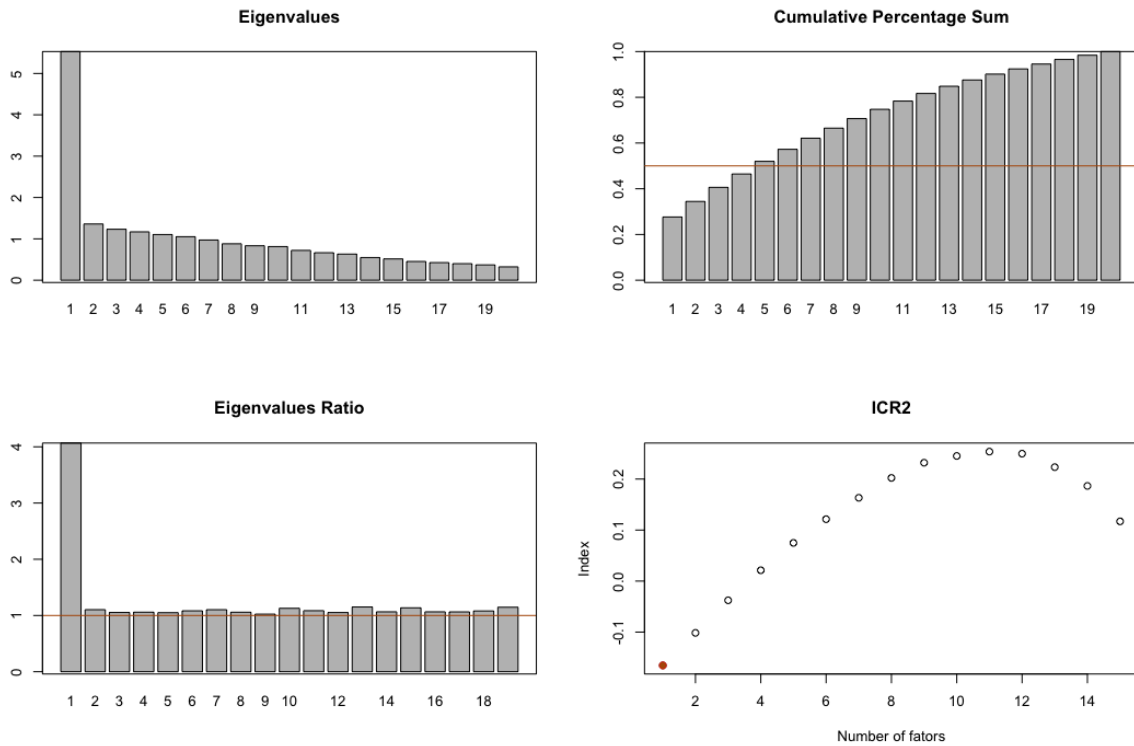 Eigenvalues
5
4
3
2
1
0
1 2 3 4 5 6 7 8 9 11 13 15 17 19
Cumulative Percentage Sum
1.0
0.8
0.6
0.4
0.2
0.0
1 2 3 4 5 6 7 8 9 11 13 15 17 19
Eigenvalues Ratio
4
3
2
1
0
1 2 3 4 5 6 7 8 9 10 12 14 16 18
ICR2
Index
0.2
0.1
0.0
-0.1
2 4 6 8 10 12 14
Number of fators